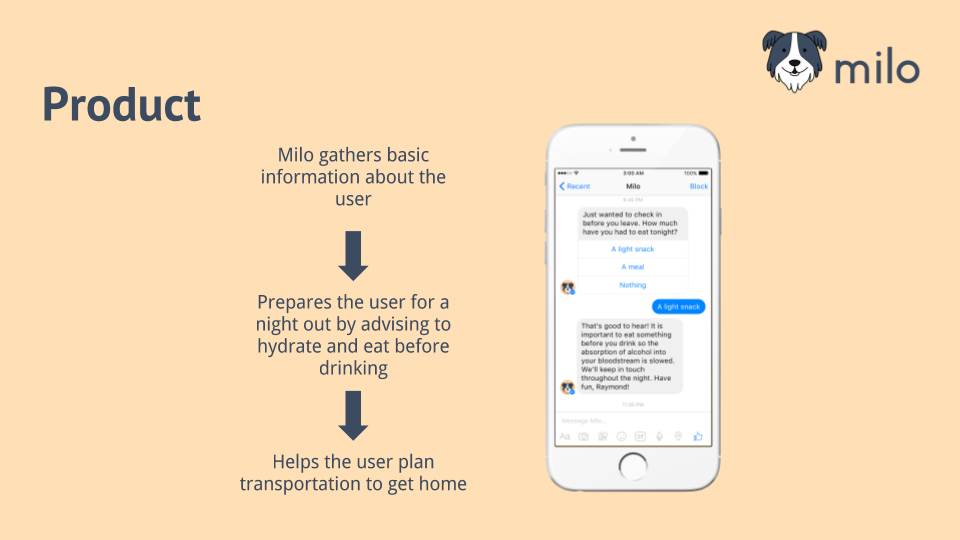 milo
Product
Milo gathers basic
information about the
user
Prepares the user for a
night out by advising to
hydrate and eat before
drinking
Helps the user plan
transportation to get home
5:00 AM 100%
Recent Milo Block
Just wanted to check in
before you leave. How much
have you had to eat tonight?
A light snack
A meal
Nothing
A light snack
That's good to hear! It is
important to eat something
before you drink so the
absorption of alcohol into
your bloodstream is slowed.
We'll keep in touch
throughout the night. Have
fun, Raymond!
11:00 PM
Message Milo...
Aa GIF